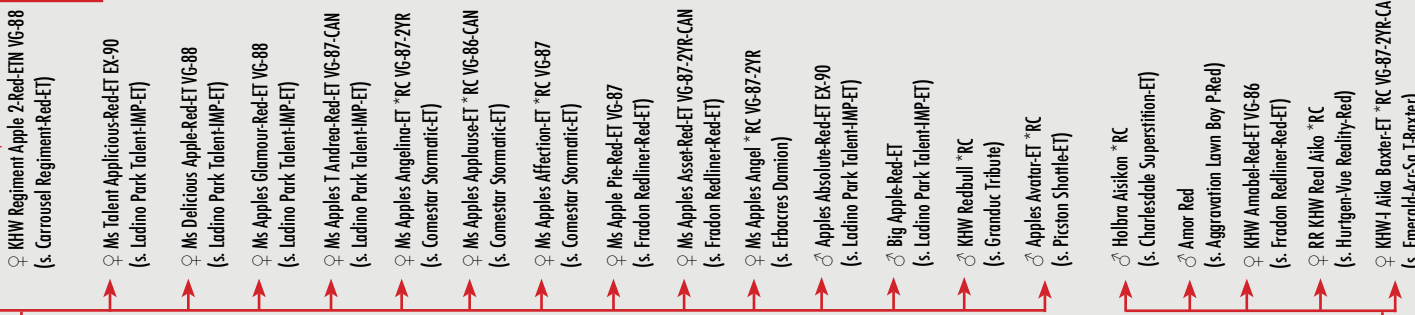 ♀ KHW Regiment Apple 2-Red-ETN VG-88
(s. Carrousel Regiment-Red-ET)
♀ Ms Talent Applicious-Red-ET EX-90
(s. Ladino Park Talent-IMP-ET)
♀ Ms Delicious Apple-Red-ET VG-88
(s. Ladino Park Talent-IMP-ET)
♀ Ms Apples Glamour-Red-ET VG-88
(s. Ladino Park Talent-IMP-ET)
♀ Ms Apples T Andrea-Red-ET VG-87-CAN
(s. Ladino Park Talent-IMP-ET)
♀ Ms Apples Angelina-ET *RC VG-87-2YR
(s. Comestar Stormatic-ET)
♀ Ms Apples Applause-ET *RC VG-86-CAN
(s. Comestar Stormatic-ET)
♀ Ms Apples Affection-ET *RC VG-87
(s. Comestar Stormatic-ET)
♀ Ms Apple Pie-Red-ET VG-87
(s. Fradon Redliner-Red-ET)
♀ Ms Apples Asset-Red-ET VG-87-2YR-CAN
(s. Fradon Redliner-Red-ET)
♀ Ms Apples Angel *RC VG-87-2YR
(s. Erbacres Damion)
♂ Apples Absolute-Red-ET EX-90
(s. Ladino Park Talent-IMP-ET)
♂ Big Apple-Red-ET
(s. Ladino Park Talent-IMP-ET)
♂ KHW Redbull *RC
(s. Granduc Tribute)
♂ Apples Avatar-ET *RC
(s. Picston Shottle-ET)
♂ Holbra Aisikon *RC
(s. Charlesdale Superstition-ET)
♂ Amor Red
(s. Aggravation Lawn Boy P-Red)
♀ KHW Amabel-Red-ET VG-86
(s. Fradon Redliner-Red-ET)
♀ RR KHW Real Aiko *RC
(s. Hurtgen-Vue Reality-Red)
♀ KHW-I Aika Baxter-ET *RC VG-87-2YR-CA
(s. Emerald-Acr-Sa T-Baxter)